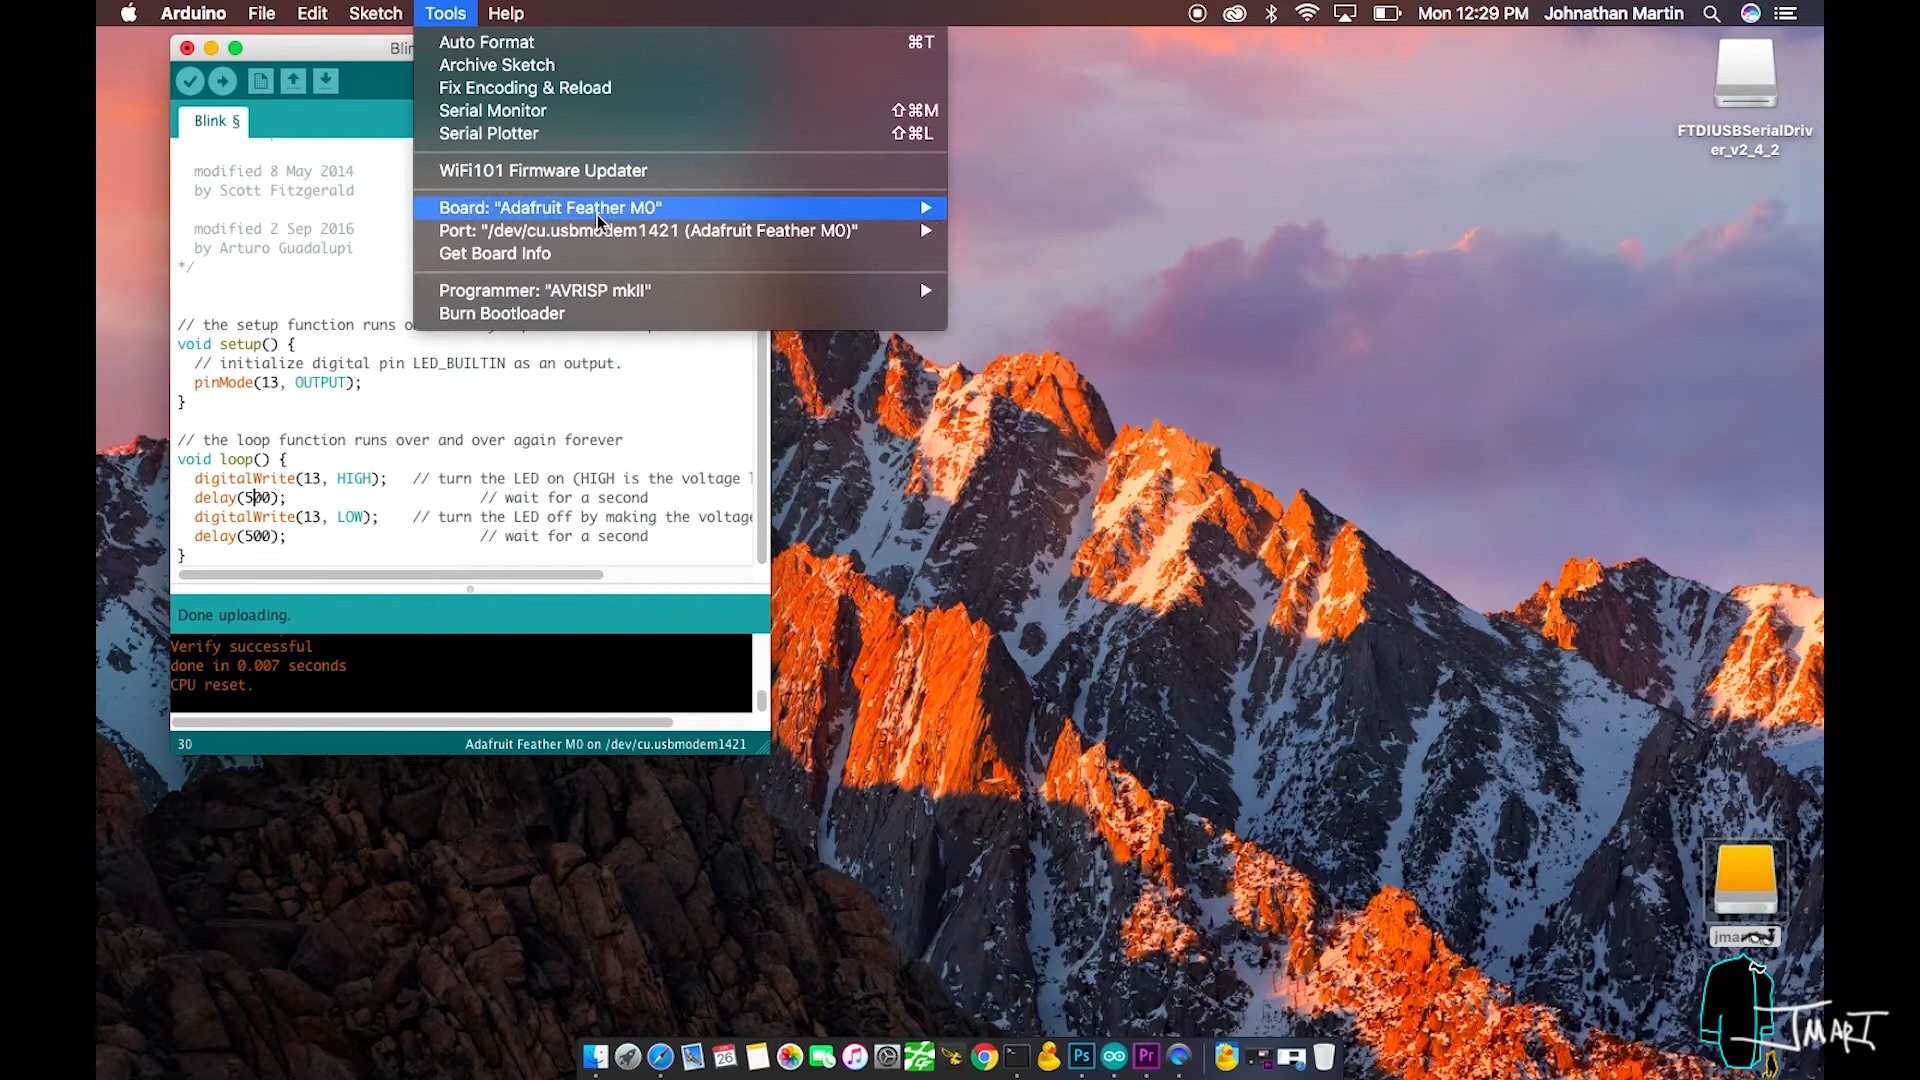 Arduino File Edit Sketch Tools Help
Mon 12:29 PM Johnathan Martin
Auto Format ⌘T
Archive Sketch
Fix Encoding & Reload
Serial Monitor ⇧⌘M
Serial Plotter ⇧⌘L
WiFi101 Firmware Updater
Board: "Adafruit Feather M0"
Port: "/dev/cu.usbmodem1421 (Adafruit Feather M0)"
Get Board Info
Programmer: "AVRISP mkII"
Burn Bootloader
Blink §
modified 8 May 2014
by Scott Fitzgerald
modified 2 Sep 2016
by Arturo Guadalupi
*/
// the setup function runs
void setup() {
// initialize digital pin LED_BUILTIN as an output.
pinMode(13, OUTPUT);
}
// the loop function runs over and over again forever
void loop() {
digitalWrite(13, HIGH); // turn the LED on (HIGH is the voltage
delay(500); // wait for a second
digitalWrite(13, LOW); // turn the LED off by making the voltage
delay(500); // wait for a second
}
Done uploading.
Verify successful
done in 0.007 seconds
CPU reset.
30 Adafruit Feather M0 on /dev/cu.usbmodem1421
FTDIUSBSerialDriv
er_v2_4_2
26
Ps
Pr
JMART